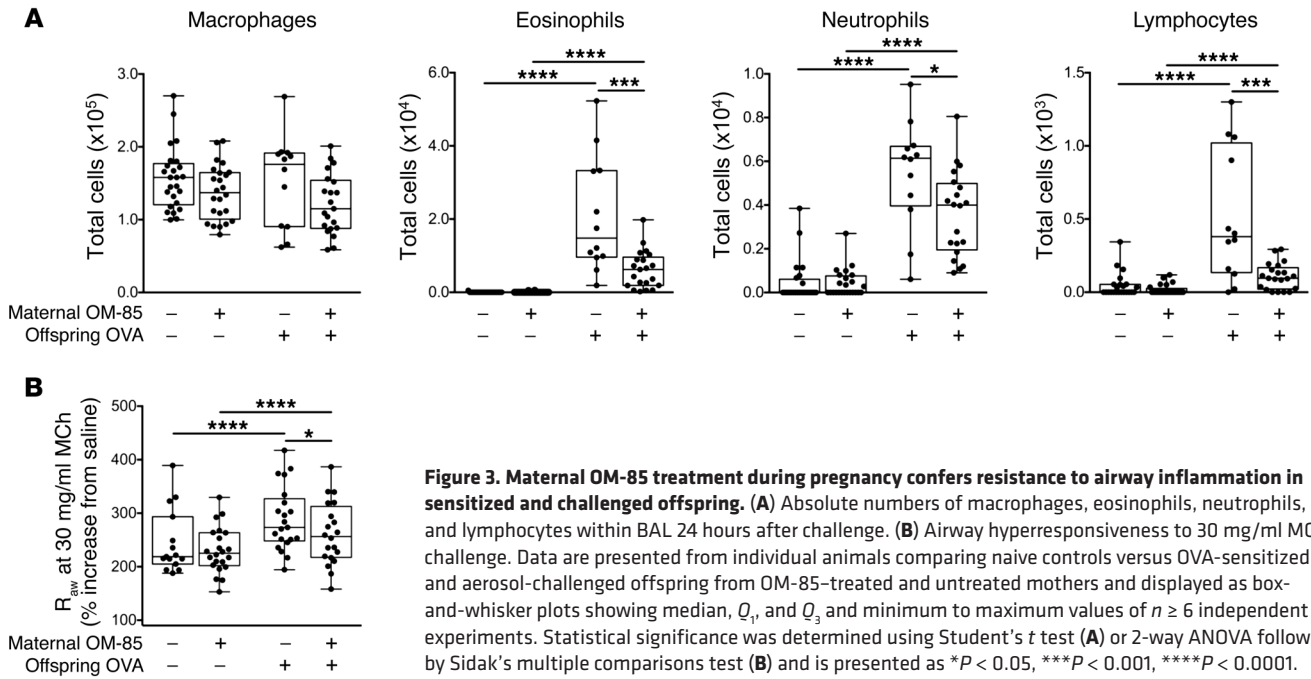 A
Macrophages
Eosinophils
Neutrophils
Lymphocytes
Total cells (x10⁵)
3.0
2.0
1.0
0.0
Total cells (x10⁴)
6.0
4.0
2.0
0.0
****
****
***
Total cells (x10⁴)
1.0
0.8
0.6
0.4
0.2
0.0
****
****
*
Total cells (x10³)
1.5
1.0
0.5
0.0
****
****
***
Maternal OM-85 – + – + – + – + – + – + – + – +
Offspring OVA – – + + – – + + – – + + – – + +
B
R_aw at 30 mg/ml MCh
(% increase from saline)
500
400
300
200
100
****
****
*
Maternal OM-85 – + – +
Offspring OVA – – + +
Figure 3. Maternal OM-85 treatment during pregnancy confers resistance to airway inflammation in
sensitized and challenged offspring. (A) Absolute numbers of macrophages, eosinophils, neutrophils,
and lymphocytes within BAL 24 hours after challenge. (B) Airway hyperresponsiveness to 30 mg/ml MC
challenge. Data are presented from individual animals comparing naive controls versus OVA-sensitized
and aerosol-challenged offspring from OM-85–treated and untreated mothers and displayed as box-
and-whisker plots showing median, Q₁, and Q₃ and minimum to maximum values of n ≥ 6 independent
experiments. Statistical significance was determined using Student's t test (A) or 2-way ANOVA follow
by Sidak's multiple comparisons test (B) and is presented as *P < 0.05, ***P < 0.001, ****P < 0.0001.